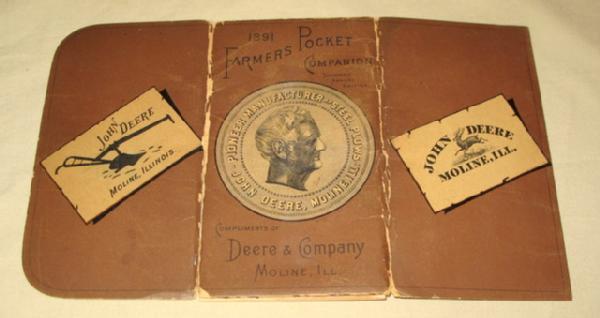 JOHN DEERE
MOLINE, ILLINOIS
1891
FARMERS POCKET
COMPANION
PIONEER MANUFACTURER OF STEEL PLOWS
JOHN DEERE, MOLINE, ILL.
COMPLIMENTS OF
Deere & Company
MOLINE, ILL.
JOHN DEERE
MOLINE, ILL.